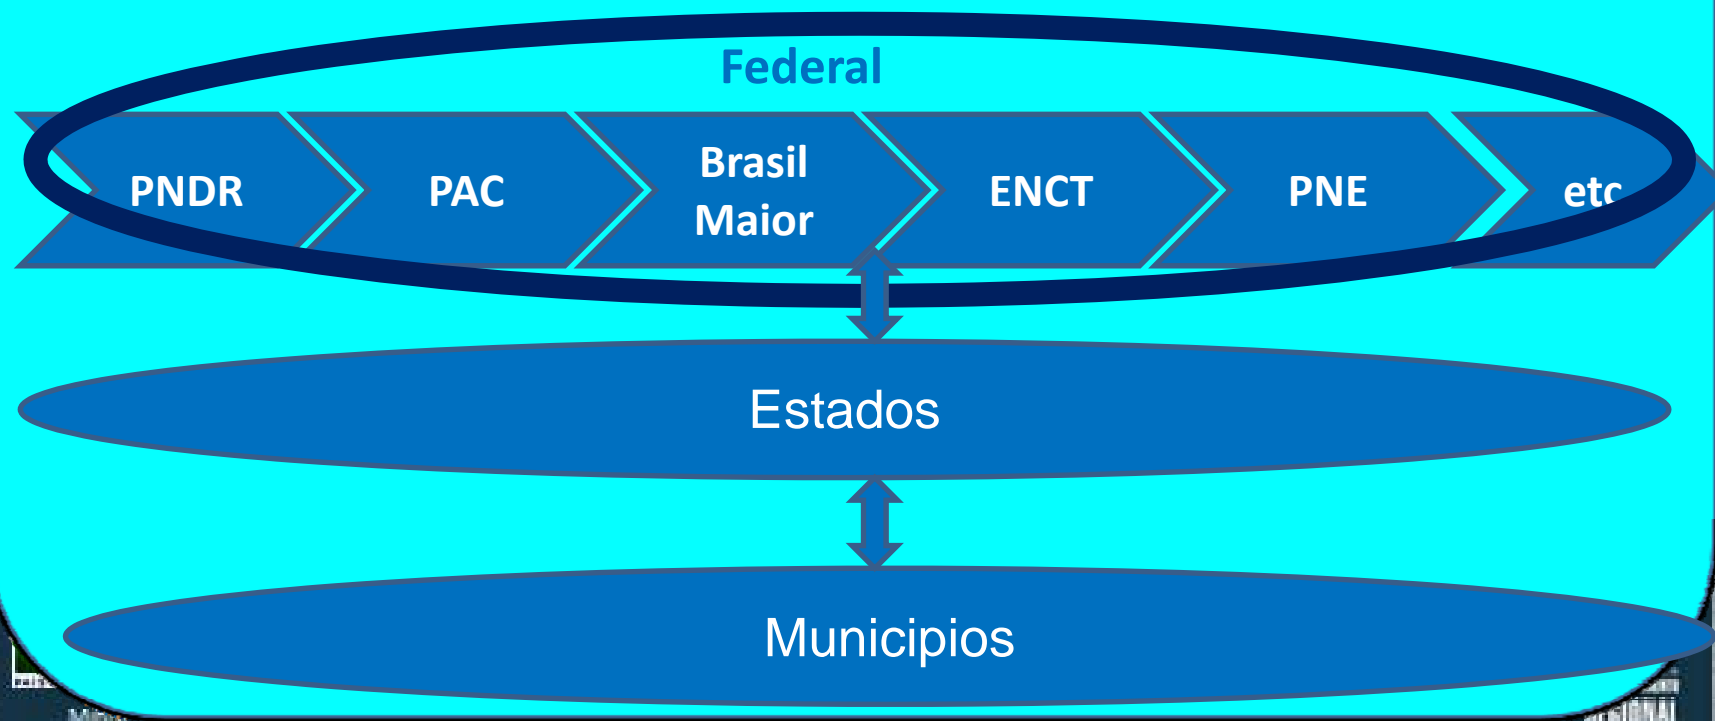 Federal
PNDR
PAC
Brasil
Maior
ENCT
PNE
etc
Estados
Municipios